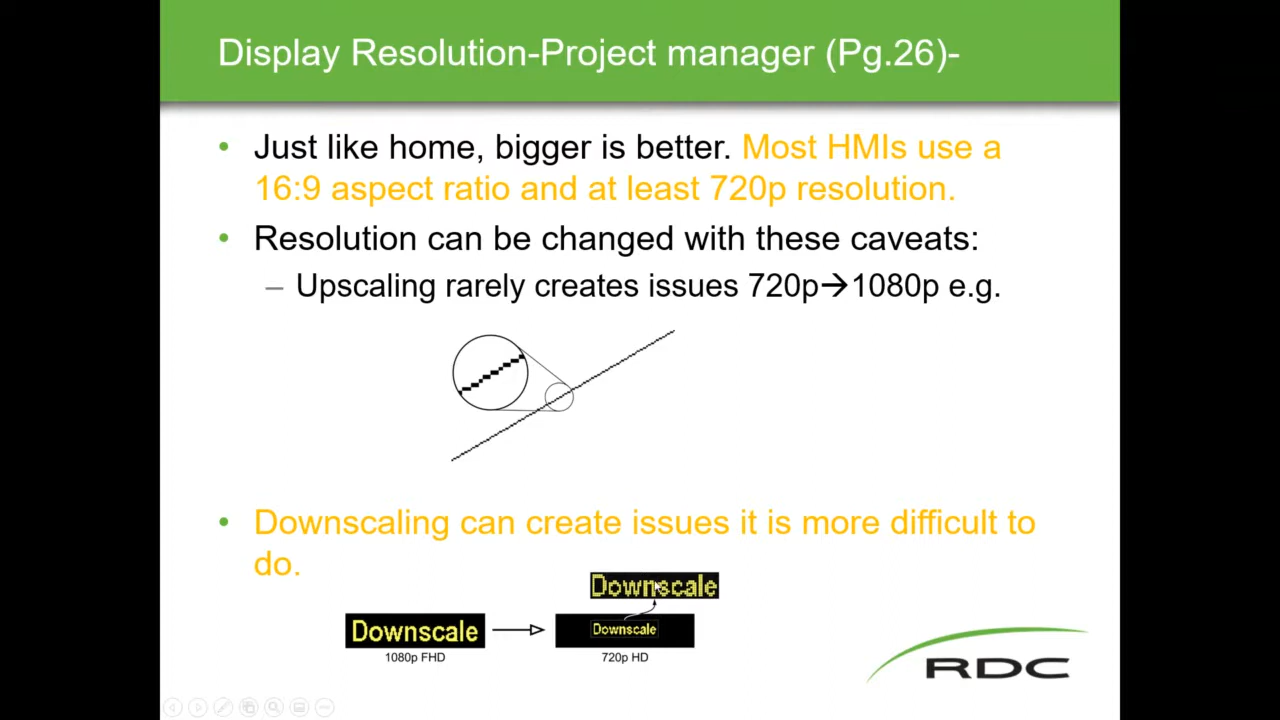 Display Resolution-Project manager (Pg.26)-
• Just like home, bigger is better. Most HMIs use a
16:9 aspect ratio and at least 720p resolution.
• Resolution can be changed with these caveats:
– Upscaling rarely creates issues 720p→1080p e.g.
• Downscaling can create issues it is more difficult to
do.
Downscale
Downscale
Downscale
1080p FHD
720p HD
RDC